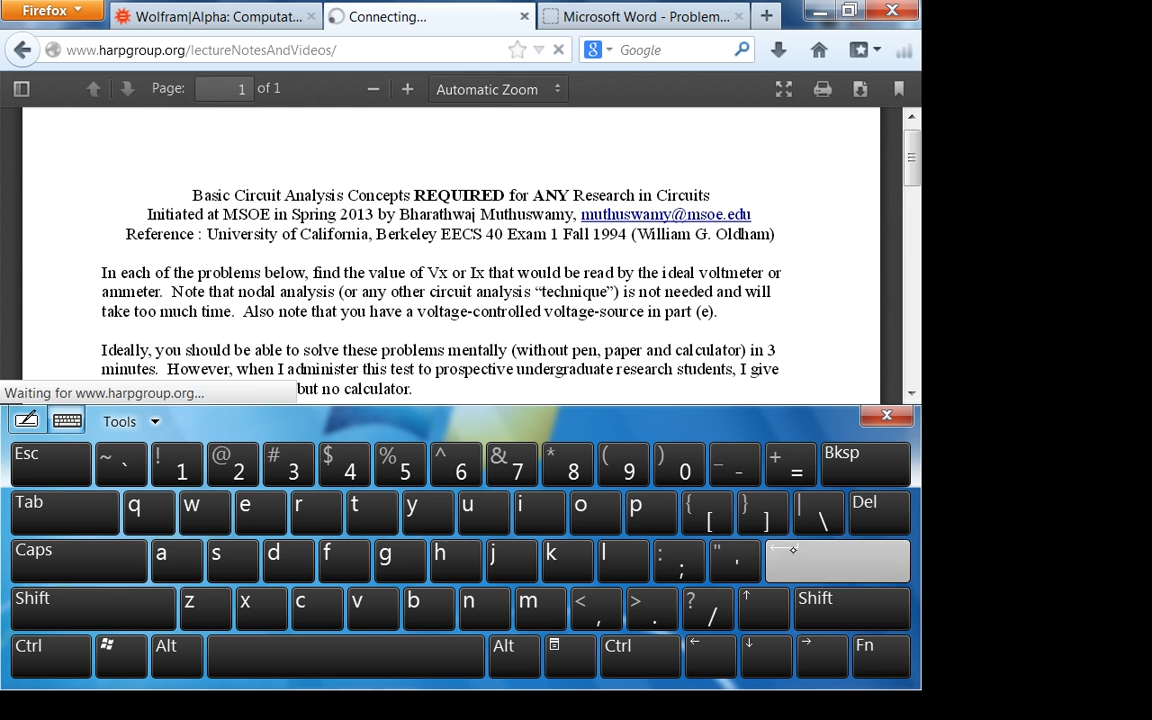 Firefox
Wolfram|Alpha: Computat...
Connecting...
Microsoft Word - Problem...
www.harpgroup.org/lectureNotesAndVideos/
Google
Page: 1 of 1
Automatic Zoom
Basic Circuit Analysis Concepts REQUIRED for ANY Research in Circuits
Initiated at MSOE in Spring 2013 by Bharathwaj Muthuswamy, muthuswamy@msoe.edu
Reference : University of California, Berkeley EECS 40 Exam 1 Fall 1994 (William G. Oldham)
In each of the problems below, find the value of Vx or Ix that would be read by the ideal voltmeter or
ammeter. Note that nodal analysis (or any other circuit analysis “technique”) is not needed and will
take too much time. Also note that you have a voltage-controlled voltage-source in part (e).
Ideally, you should be able to solve these problems mentally (without pen, paper and calculator) in 3
minutes. However, when I administer this test to prospective undergraduate research students, I give
but no calculator.
Waiting for www.harpgroup.org...
Tools
Esc ~ ` ! 1 @ 2 # 3 $ 4 % 5 ^ 6 & 7 * 8 ( 9 ) 0 _ - + = Bksp
Tab q w e r t y u i o p { [ } ] | \ Del
Caps a s d f g h j k l : ; " '
Shift z x c v b n m < , > . ? / ↑ Shift
Ctrl Alt Alt Ctrl ← ↓ → Fn